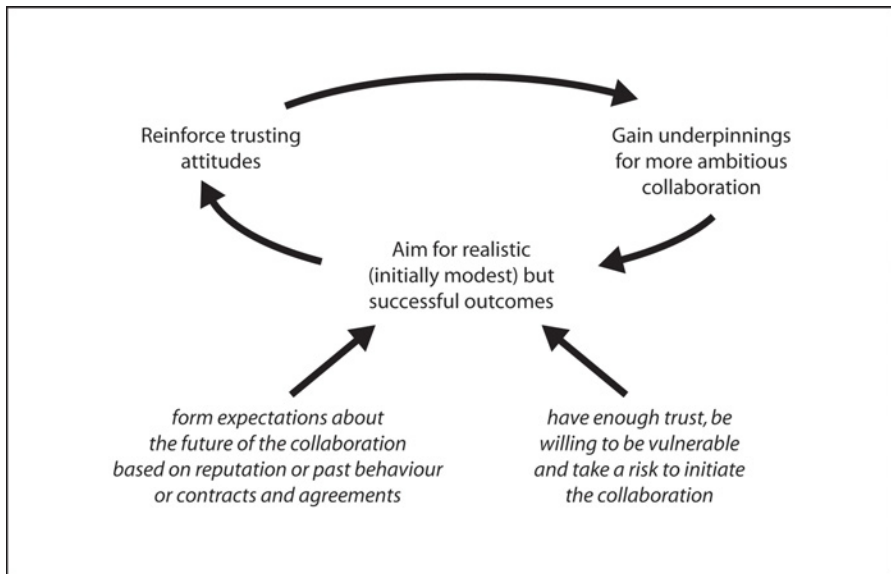 Reinforce trusting
attitudes
Gain underpinnings
for more ambitious
collaboration
Aim for realistic
(initially modest) but
successful outcomes
form expectations about
the future of the collaboration
based on reputation or past behaviour
or contracts and agreements
have enough trust, be
willing to be vulnerable
and take a risk to initiate
the collaboration